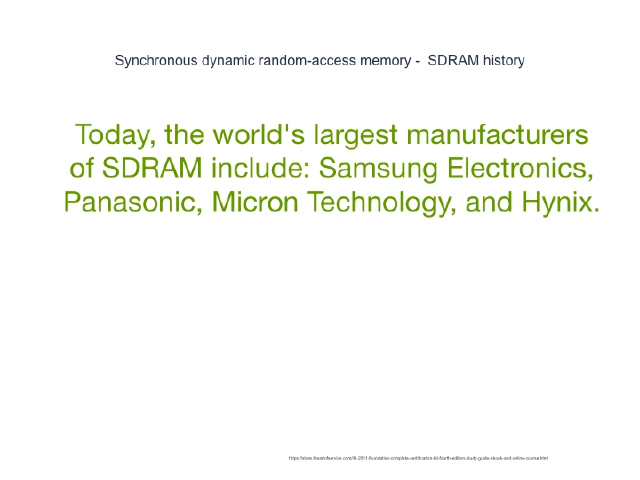 Synchronous dynamic random-access memory - SDRAM history
Today, the world's largest manufacturers
of SDRAM include: Samsung Electronics,
Panasonic, Micron Technology, and Hynix.